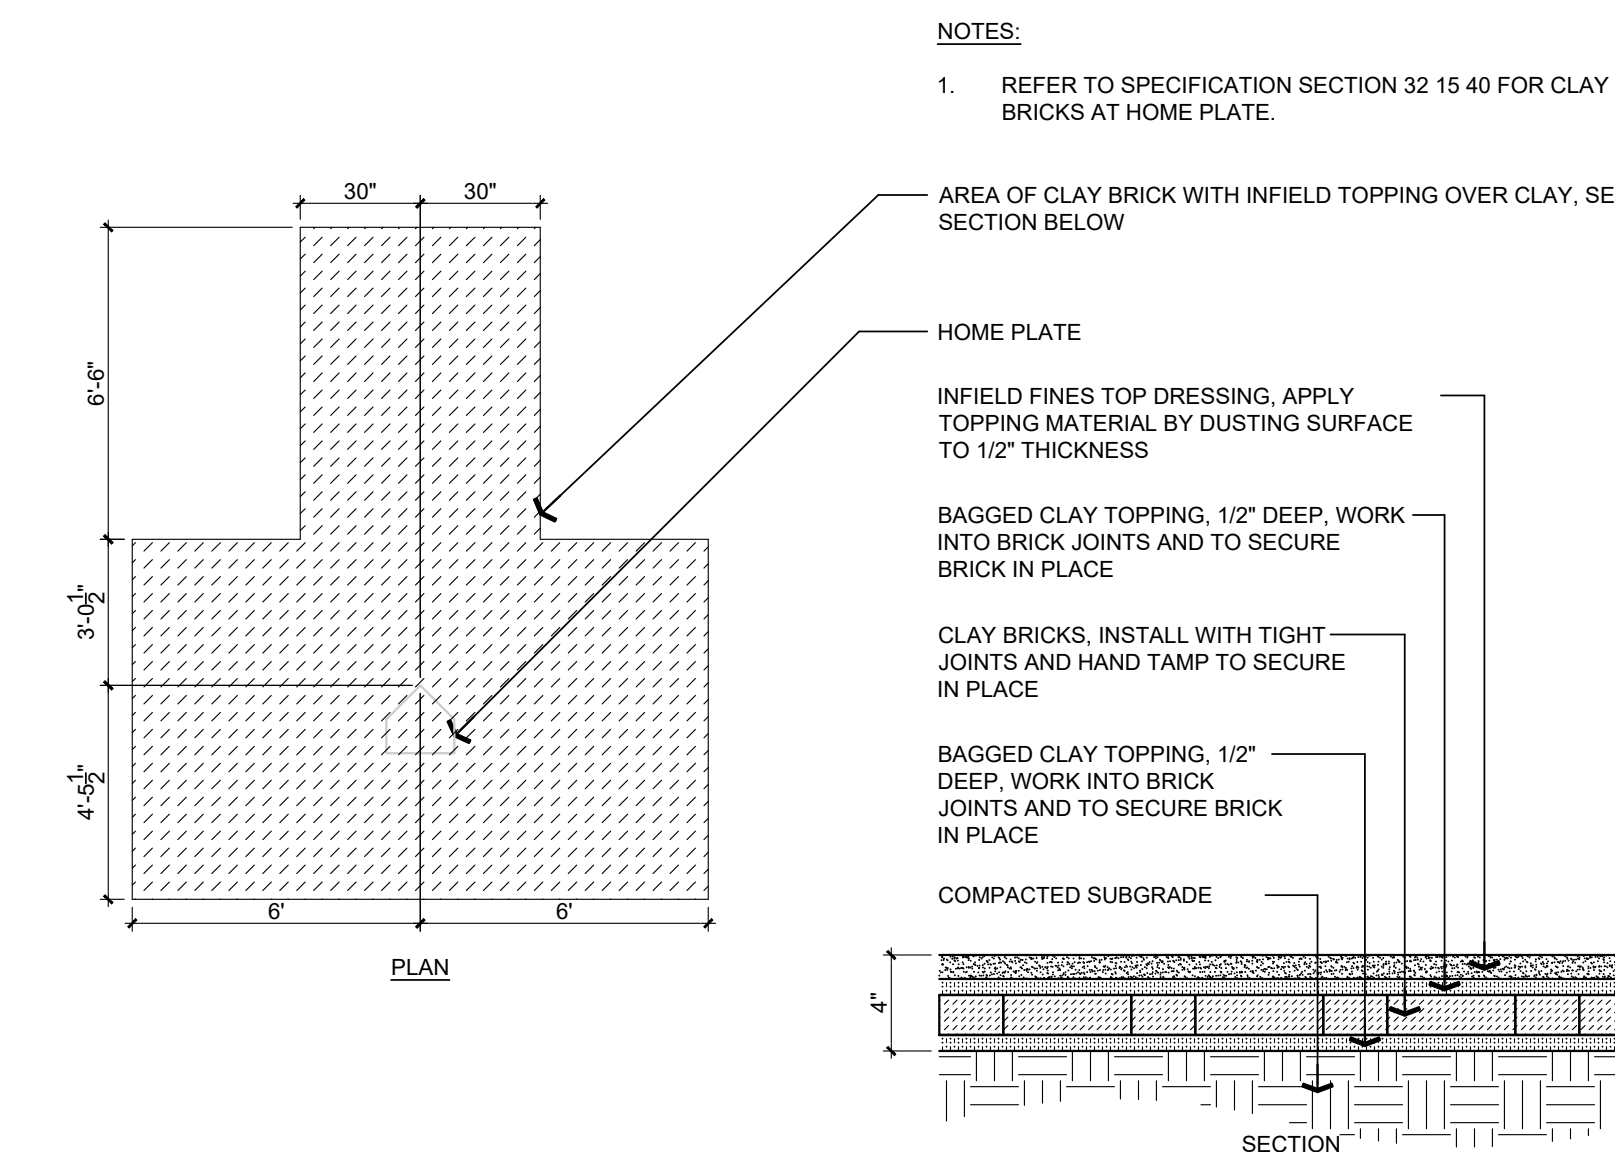 NOTES:
1. REFER TO SPECIFICATION SECTION 32 15 40 FOR CLAY
BRICKS AT HOME PLATE.
30" 30"
AREA OF CLAY BRICK WITH INFIELD TOPPING OVER CLAY, SE
SECTION BELOW
HOME PLATE
6'-6"
INFIELD FINES TOP DRESSING, APPLY
TOPPING MATERIAL BY DUSTING SURFACE
TO 1/2" THICKNESS
BAGGED CLAY TOPPING, 1/2" DEEP, WORK
INTO BRICK JOINTS AND TO SECURE
BRICK IN PLACE
3'-0 1/2"
CLAY BRICKS, INSTALL WITH TIGHT
JOINTS AND HAND TAMP TO SECURE
IN PLACE
4'-5 1/2"
BAGGED CLAY TOPPING, 1/2"
DEEP, WORK INTO BRICK
JOINTS AND TO SECURE BRICK
IN PLACE
COMPACTED SUBGRADE
6' 6'
PLAN
4"
SECTION